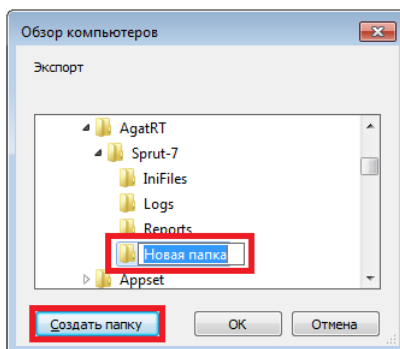 Обзор компьютеров
Экспорт
AgatRT
Sprut-7
IniFiles
Logs
Reports
Новая папка
Appset
Создать папку
OK
Отмена